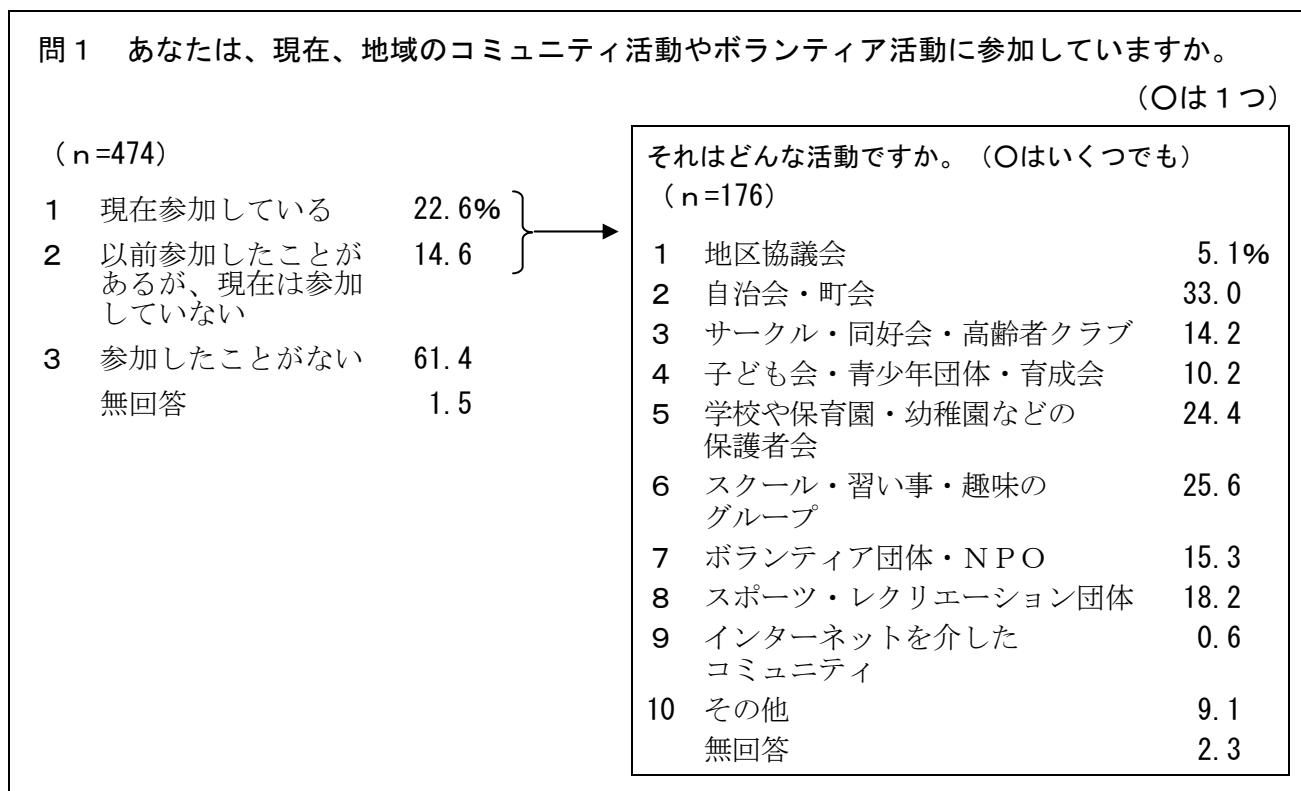 問１　あなたは、現在、地域のコミュニティ活動やボランティア活動に参加していますか。
（○は１つ）
（ｎ=474）
１　現在参加している　22.6%
２　以前参加したことが　14.6
あるが、現在は参加
していない
３　参加したことがない　61.4
無回答　1.5
それはどんな活動ですか。（○はいくつでも）
（ｎ=176）
１　地区協議会　5.1%
２　自治会・町会　33.0
３　サークル・同好会・高齢者クラブ　14.2
４　子ども会・青少年団体・育成会　10.2
５　学校や保育園・幼稚園などの　24.4
保護者会
６　スクール・習い事・趣味の　25.6
グループ
７　ボランティア団体・ＮＰＯ　15.3
８　スポーツ・レクリエーション団体　18.2
９　インターネットを介した　0.6
コミュニティ
10　その他　9.1
無回答　2.3